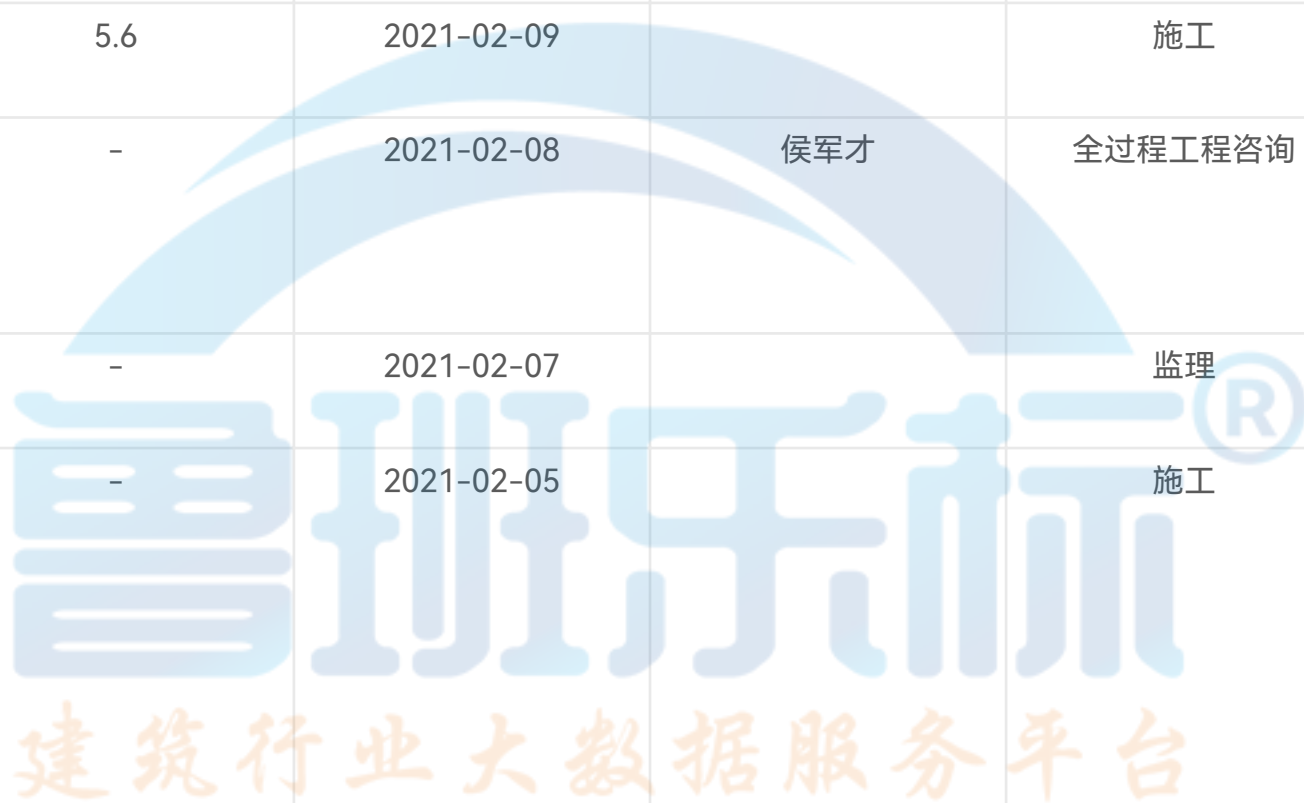 5.6 2021-02-09 施工
- 2021-02-08 侯军才 全过程工程咨询
- 2021-02-07 监理
- 2021-02-05 施工
鲁班乐标®
建筑行业大数据服务平台